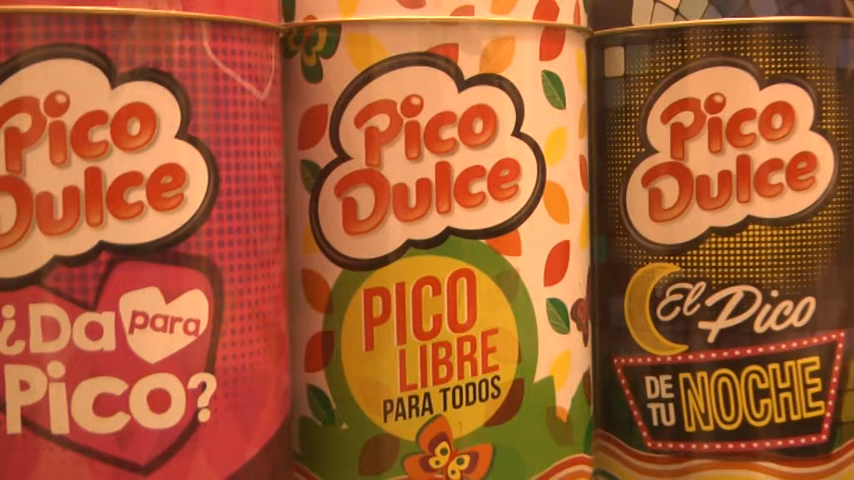 Pico
Dulce
¿Da para
Pico?
Pico
Dulce
PICO
LIBRE
PARA TODOS
Pico
Dulce
El Pico
DE TU NOCHE